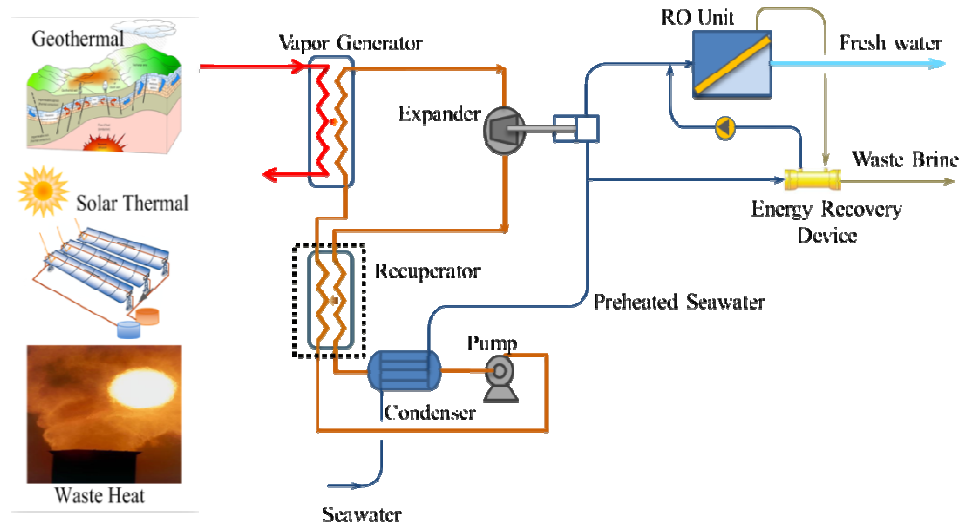 Geothermal
Solar Thermal
Waste Heat
Vapor Generator
Expander
RO Unit
Fresh water
Waste Brine
Energy Recovery
Device
Recuperator
Preheated Seawater
Pump
Condenser
Seawater